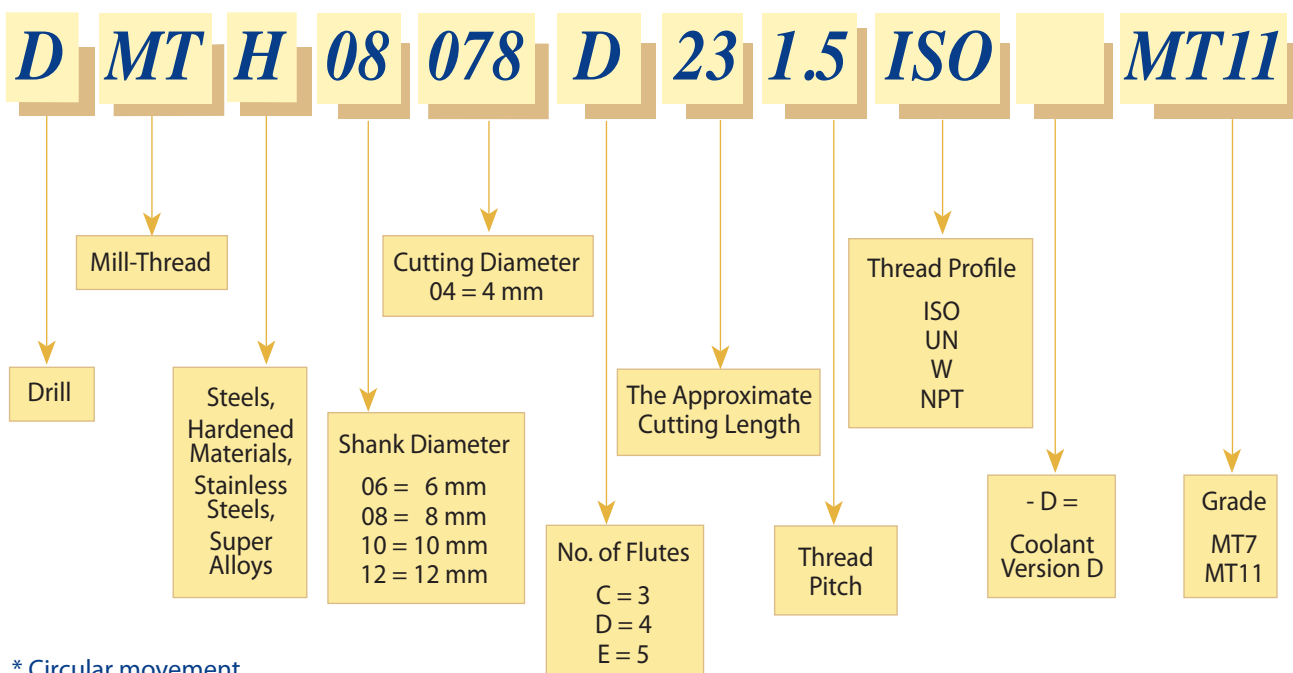 D MT H 08 078 D 23 1.5 ISO MT11
Drill
Mill-Thread
Steels,
Hardened
Materials,
Stainless
Steels,
Super
Alloys
Shank Diameter
06 = 6 mm
08 = 8 mm
10 = 10 mm
12 = 12 mm
Cutting Diameter
04 = 4 mm
No. of Flutes
C = 3
D = 4
E = 5
The Approximate
Cutting Length
Thread
Pitch
Thread Profile
ISO
UN
W
NPT
- D =
Coolant
Version D
Grade
MT7
MT11
* Circular movement